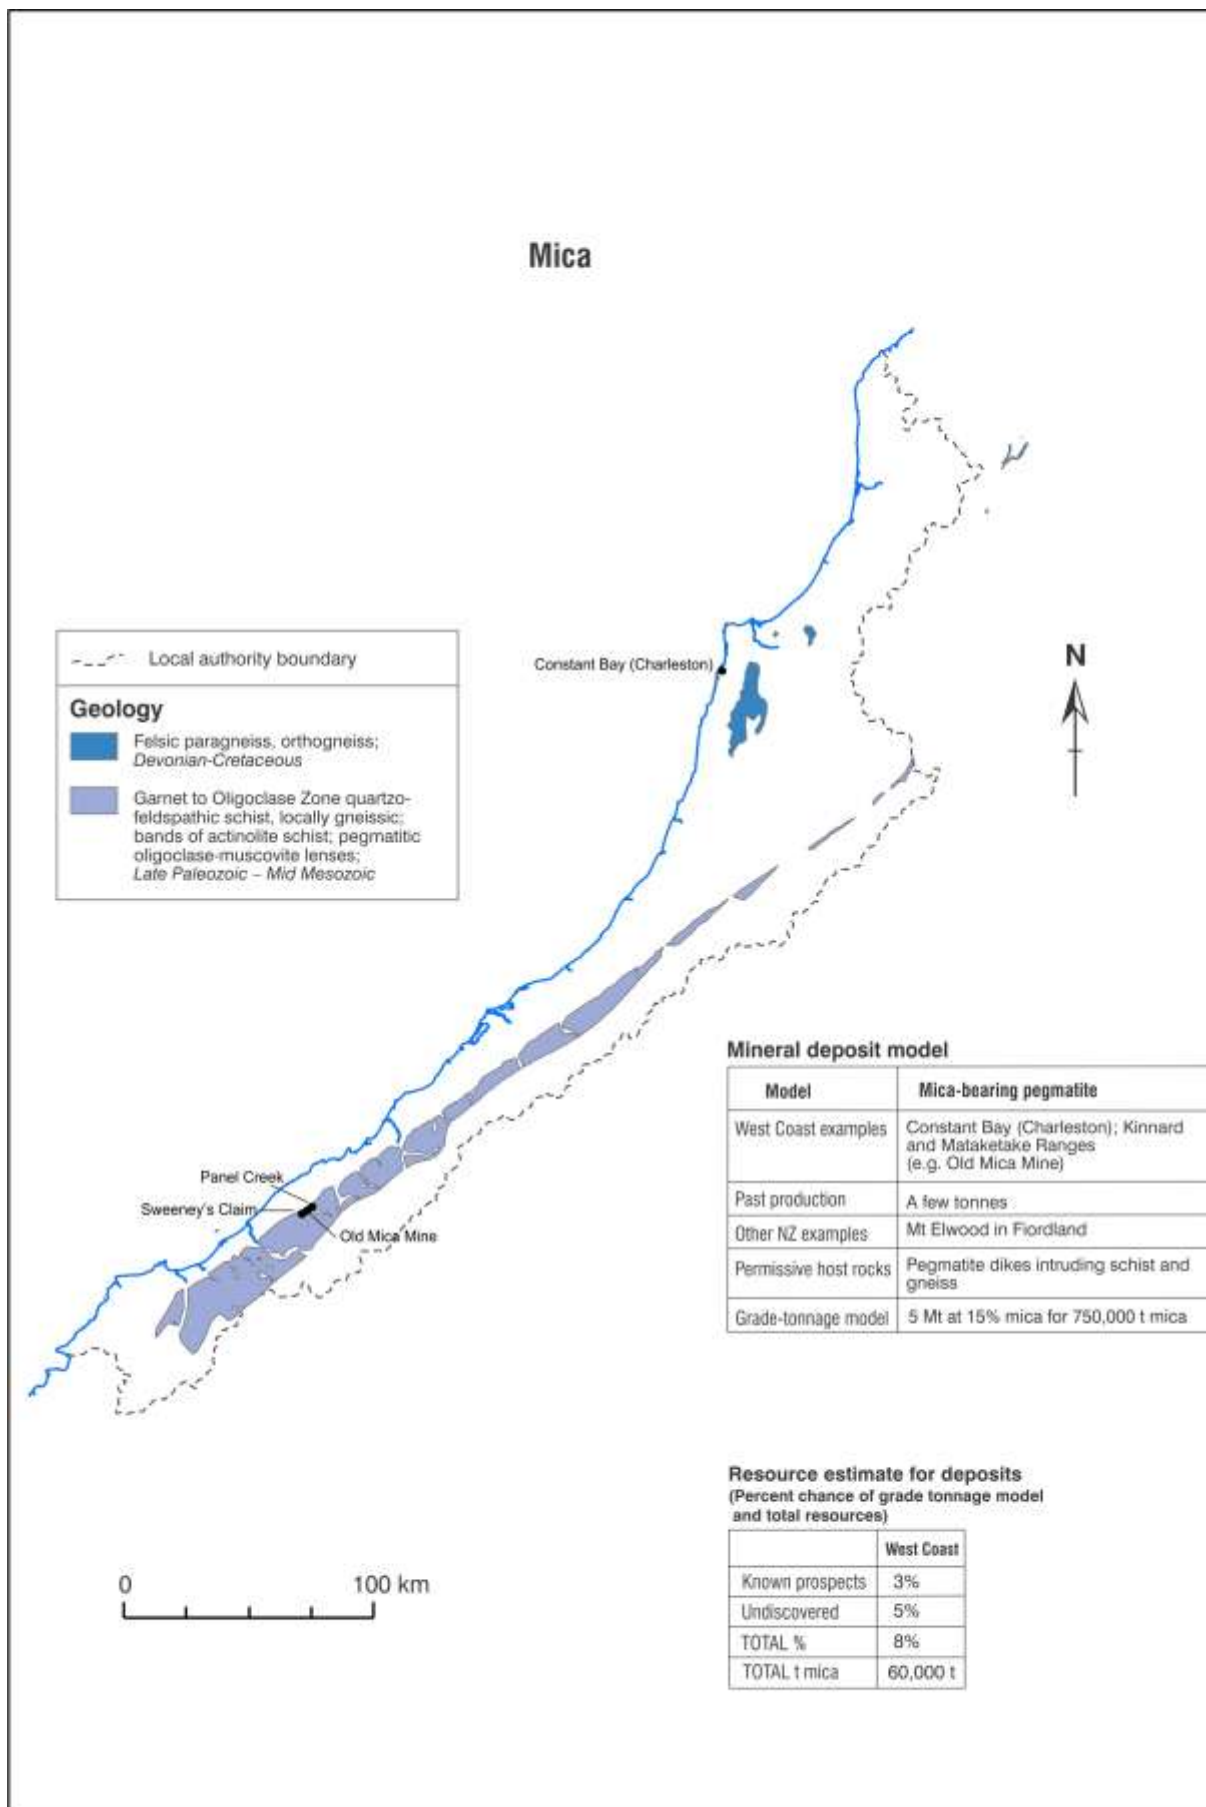 Mica
Constant Bay (Charleston)
N
Local authority boundary
Geology
Felsic paragneiss, orthogneiss;
Devonian-Cretaceous
Garnet to Oligoclase Zone quartzo-
feldspathic schist, locally gneissic;
bands of actinolite schist; pegmatitic
oligoclase-muscovite lenses;
Late Paleozoic – Mid Mesozoic
Panel Creek
Sweeney's Claim
Old Mica Mine
Mineral deposit model
Model Mica-bearing pegmatite
West Coast examples Constant Bay (Charleston); Kinnard
and Mataketake Ranges
(e.g. Old Mica Mine)
Past production A few tonnes
Other NZ examples Mt Elwood in Fiordland
Permissive host rocks Pegmatite dikes intruding schist and
gneiss
Grade-tonnage model 5 Mt at 15% mica for 750,000 t mica
Resource estimate for deposits
(Percent chance of grade tonnage model
and total resources)
West Coast
Known prospects 3%
Undiscovered 5%
TOTAL % 8%
TOTAL t mica 60,000 t
0 100 km